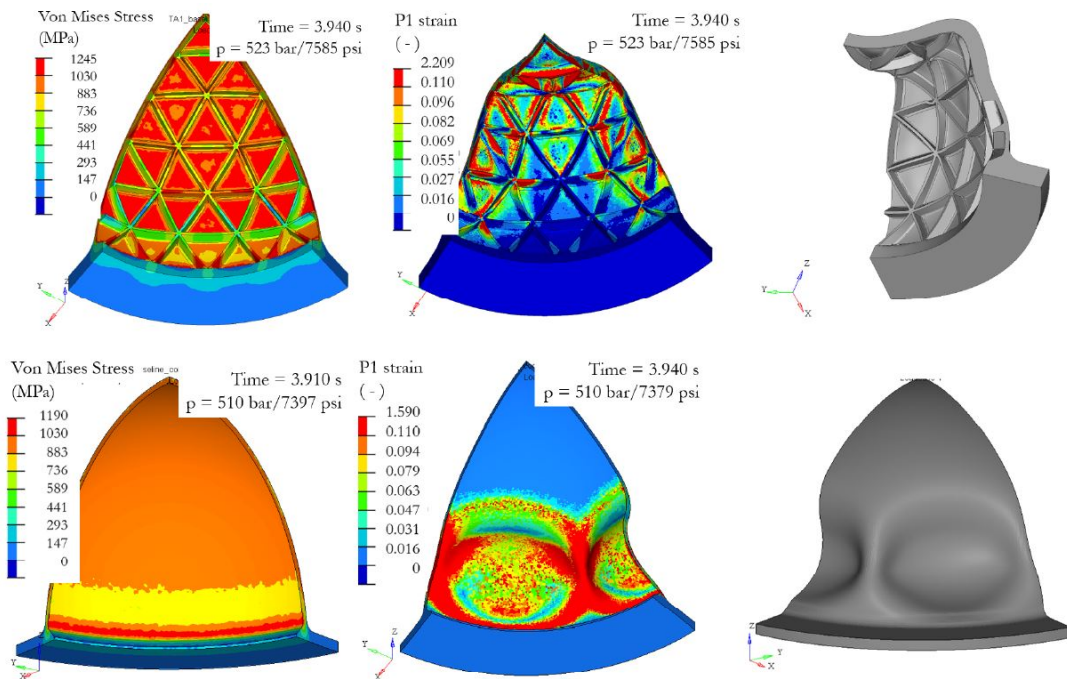 Von Mises Stress
(MPa)
Time = 3.940 s
p = 523 bar/7585 psi
1245
1030
883
736
589
441
293
147
0
Z
Y
X
P1 strain
( - )
Time = 3.940 s
p = 523 bar/7585 psi
2.209
0.110
0.096
0.082
0.069
0.055
0.027
0.016
0
Y
X
Z
Y
X
Von Mises Stress
(MPa)
Time = 3.910 s
p = 510 bar/7397 psi
1190
1030
883
736
589
441
293
147
0
Y
X
P1 strain
( - )
Time = 3.940 s
p = 510 bar/7379 psi
1.590
0.110
0.094
0.079
0.063
0.047
0.031
0.016
0
Z
Y
X
Z
Y
X